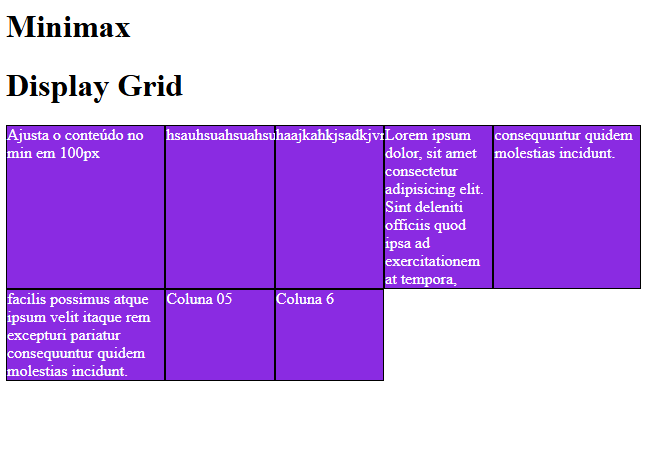 Minimax
Display Grid
Ajusta o conteúdo no
min em 100px
hsauhsuahsuahsu
haajkahkjsadkjvr
Lorem ipsum
dolor, sit amet
consectetur
adipisicing elit.
Sint deleniti
officiis quod
ipsa ad
exercitationem
at tempora,
consequuntur quidem
molestias incidunt.
facilis possimus atque
ipsum velit itaque rem
excepturi pariatur
consequuntur quidem
molestias incidunt.
Coluna 05
Coluna 6